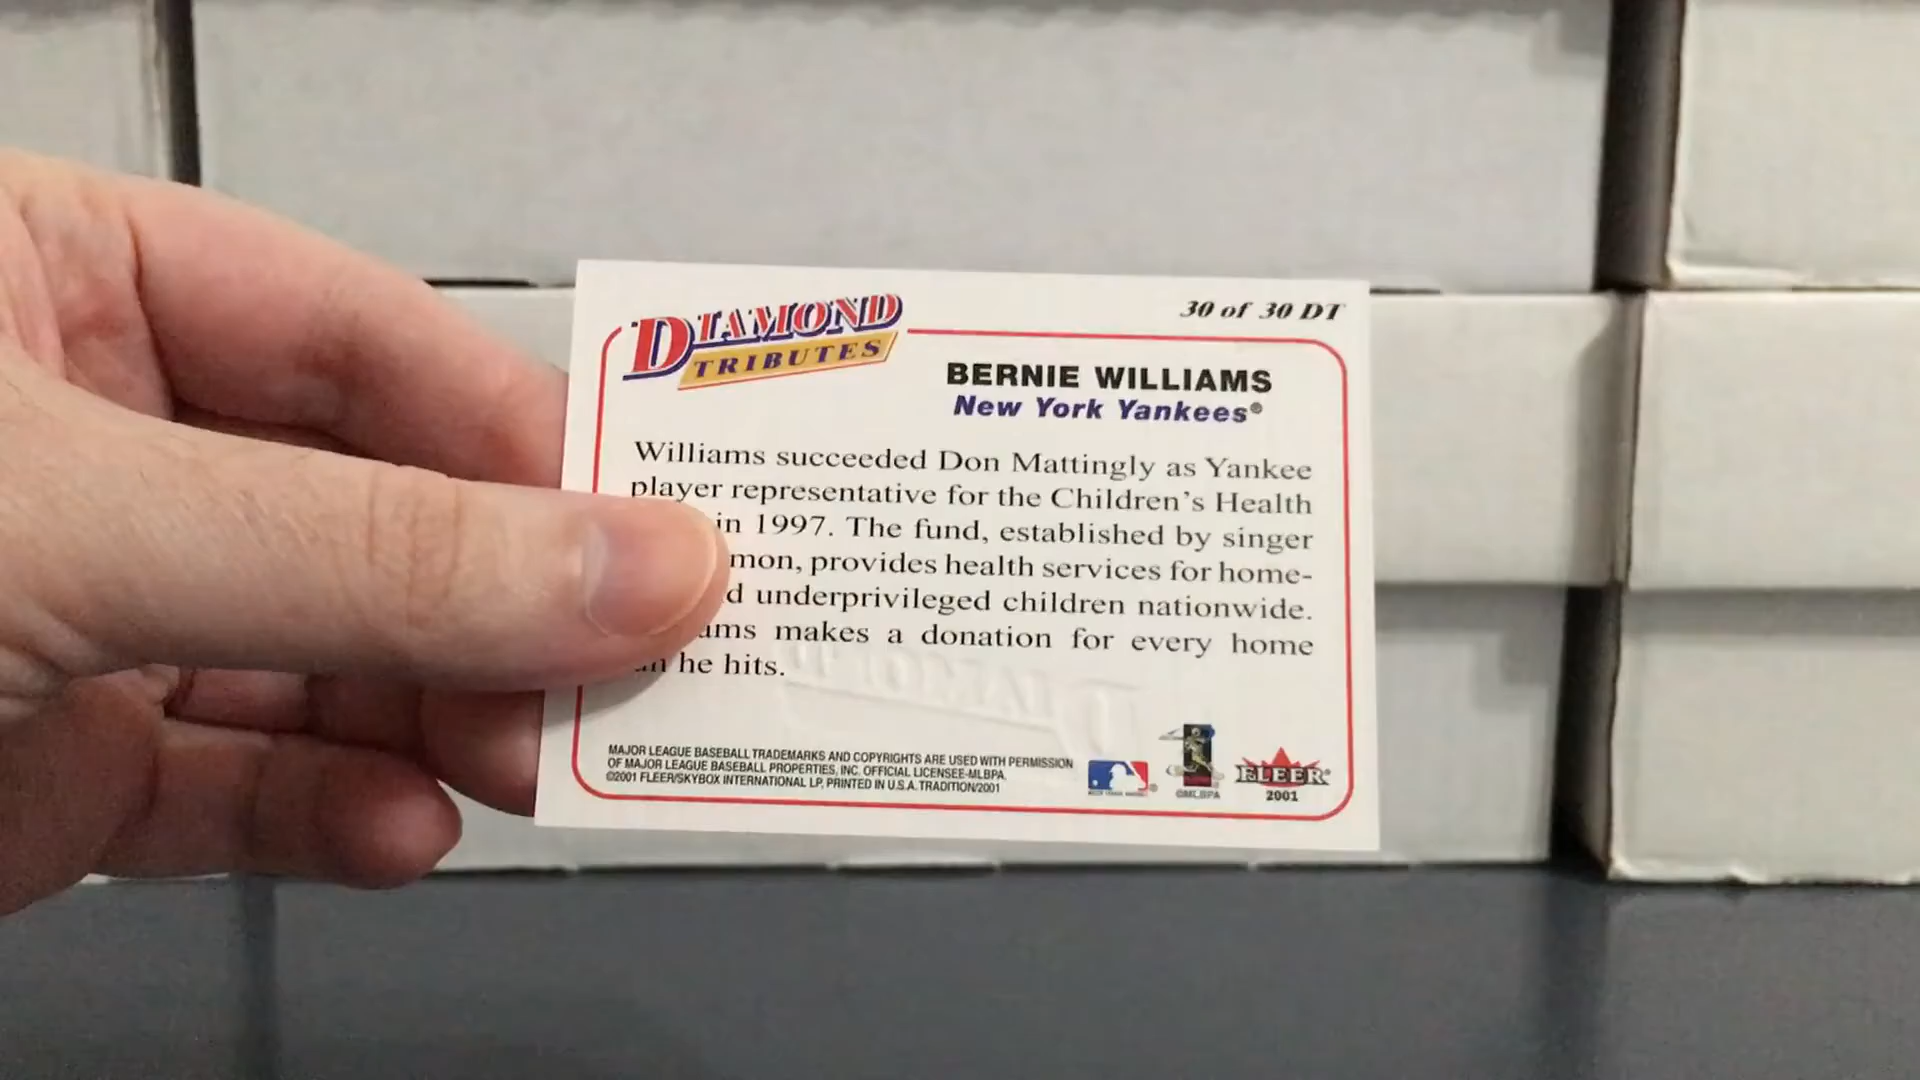 30 of 30 DT
DIAMOND
TRIBUTES
BERNIE WILLIAMS
New York Yankees®
Williams succeeded Don Mattingly as Yankee
player representative for the Children's Health
in 1997. The fund, established by singer
mon, provides health services for home-
d underprivileged children nationwide.
ams makes a donation for every home
he hits.
DIAMOND
MAJOR LEAGUE BASEBALL TRADEMARKS AND COPYRIGHTS ARE USED WITH PERMISSION
OF MAJOR LEAGUE BASEBALL PROPERTIES, INC. OFFICIAL LICENSEE-MLBPA
©2001 FLEER/SKYBOX INTERNATIONAL LP, PRINTED IN U.S.A. TRADITION/2001
©MLBPA
FLEER®
2001